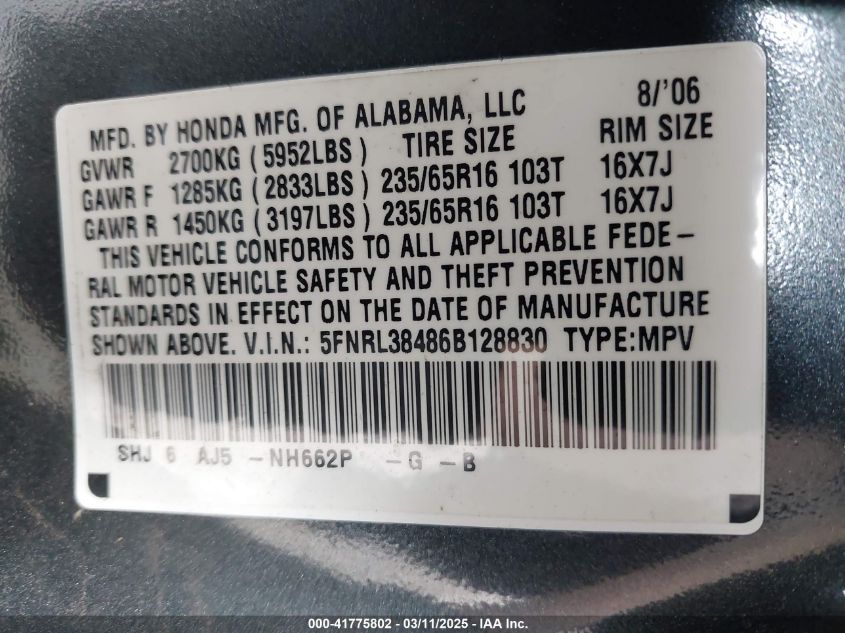 MFD. BY HONDA MFG. OF ALABAMA, LLC 8/'06
GVWR 2700KG (5952LBS) TIRE SIZE RIM SIZE
GAWR F 1285KG (2833LBS) 235/65R16 103T 16X7J
GAWR R 1450KG (3197LBS) 235/65R16 103T 16X7J
THIS VEHICLE CONFORMS TO ALL APPLICABLE FEDE-
RAL MOTOR VEHICLE SAFETY AND THEFT PREVENTION
STANDARDS IN EFFECT ON THE DATE OF MANUFACTURE
SHOWN ABOVE. V.I.N.: 5FNRL38486B128830 TYPE:MPV
SHJ 6 AJ5 -NH662P -G -B
000-41775802 - 03/11/2025 - IAAI Inc.